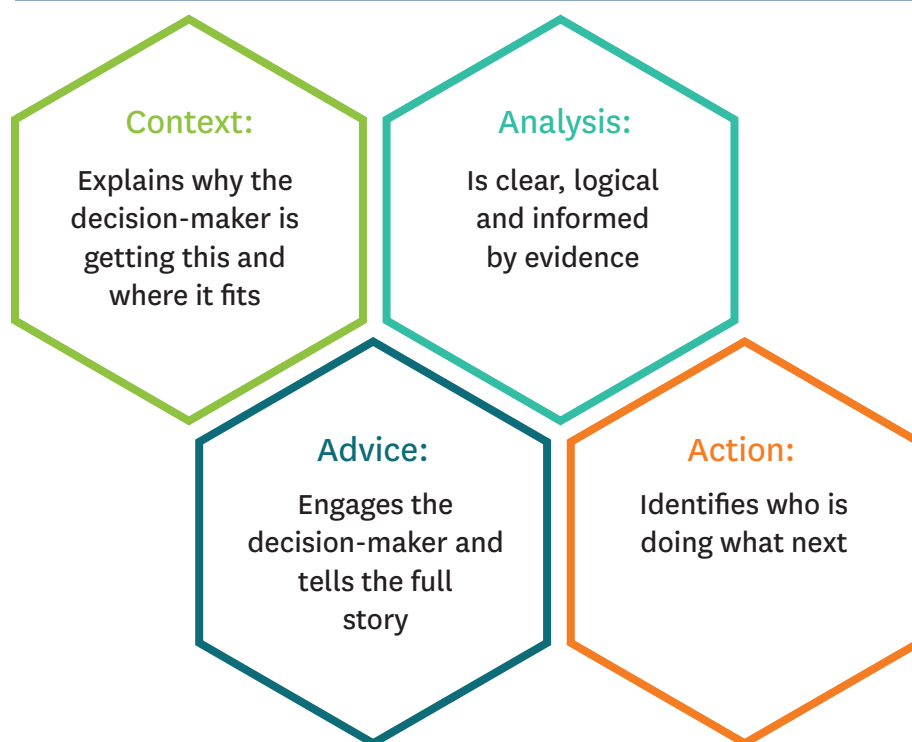 Context:
Explains why the
decision-maker is
getting this and
where it fits
Analysis:
Is clear, logical
and informed
by evidence
Advice:
Engages the
decision-maker and
tells the full
story
Action:
Identifies who is
doing what next